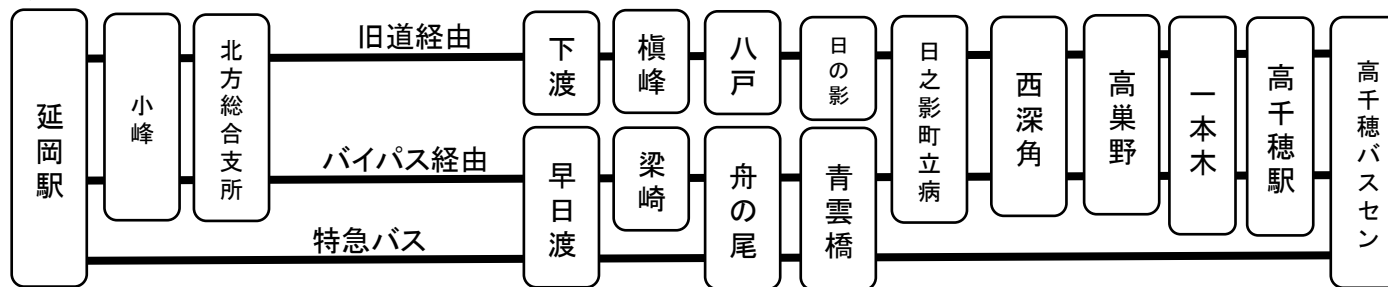 延岡駅
小峰
北方総合支所
旧道経由
バイパス経由
特急バス
下渡
早日渡
槇峰
梁崎
八戸
舟の尾
日の影
青雲橋
日之影町立病
西深角
高巣野
一本木
高千穂駅
高千穂バスセン